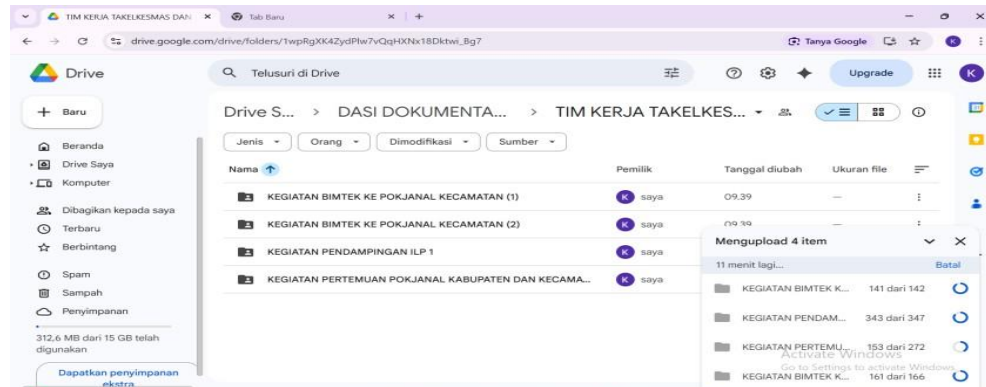 TIM KERJA TAKELKESMAS DAN
Tab Baru
drive.google.com/drive/folders/1wpRgXK4ZydPlw7vQqHXNx18Dktwi_Bg7
Tanya Google
K
Drive
Telusuri di Drive
Upgrade
K
Baru
Drive S... > DASI DOKUMENTA... > TIM KERJA TAKELKES...
Jenis Orang Dimodifikasi Sumber
Beranda
Drive Saya
Komputer
Dibagikan kepada saya
Terbaru
Berbintang
Spam
Sampah
Penyimpanan
312,6 MB dari 15 GB telah
digunakan
Dapatkan penyimpanan
ekstra
Nama Pemilik Tanggal diubah Ukuran file
KEGIATAN BIMTEK KE POKJANAL KECAMATAN (1) K saya 09.39 —
KEGIATAN BIMTEK KE POKJANAL KECAMATAN (2) K saya 09.39 —
KEGIATAN PENDAMPINGAN ILP 1 K saya
KEGIATAN PERTEMUAN POKJANAL KABUPATEN DAN KECAMA... K saya
Mengupload 4 item
11 menit lagi... Batal
KEGIATAN BIMTEK K... 141 dari 142
KEGIATAN PENDAM... 343 dari 347
KEGIATAN PERTEMU... 153 dari 272
KEGIATAN BIMTEK K... 161 dari 166
Activate Windows
Go to Settings to activate Windows.